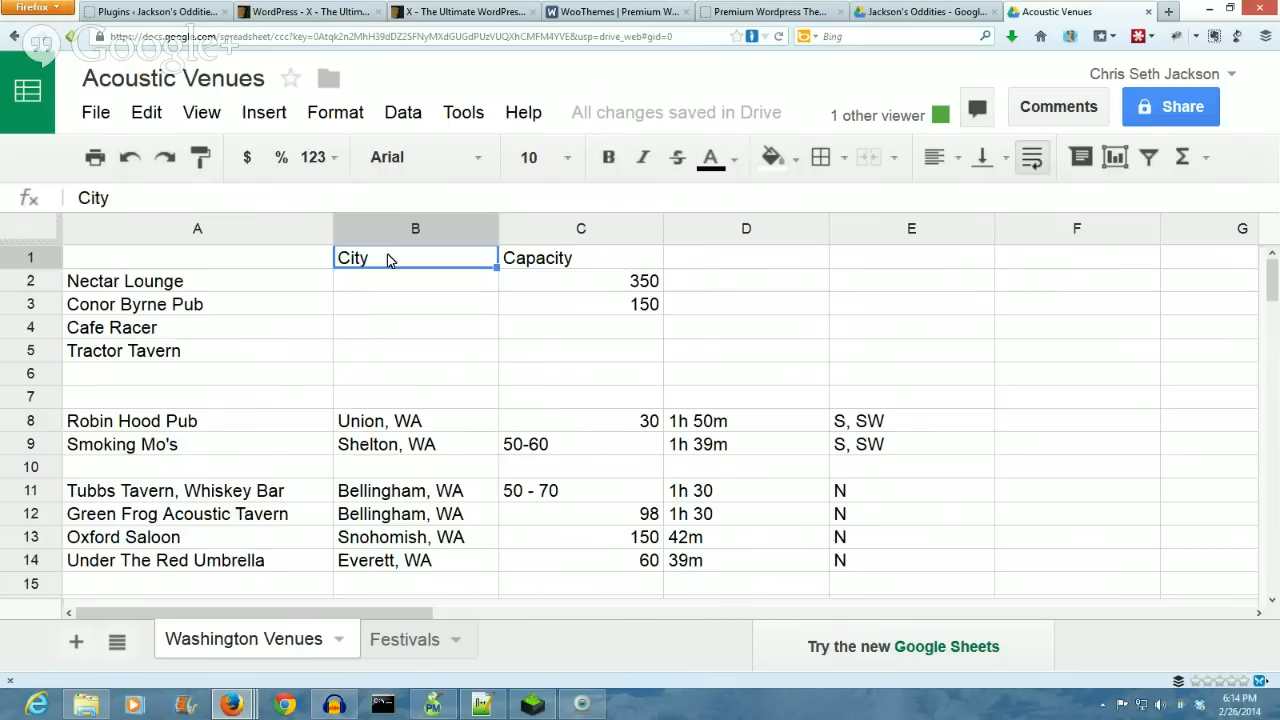 Firefox
Plugins ‹ Jackson's Oddities... × WordPress - X - The Ultim... × X - The Ultimate WordPres... × WooThemes | Premium W... × Premium WordPress The... × Jackson's Oddities - Googl... × Acoustic Venues ×
https://docs.google.com/spreadsheet/ccc?key=0Atqk2n2MhH39dDZ2SFNyMXdGUGdPUzVUQXhCMFM4YVE&usp=drive_web#gid=0 Bing
Google+
Acoustic Venues Chris Seth Jackson
File Edit View Insert Format Data Tools Help All changes saved in Drive 1 other viewer Comments Share
$ % 123 Arial 10 B I S A Σ
fx City
A B C D E F G
1 City Capacity
2 Nectar Lounge 350
3 Conor Byrne Pub 150
4 Cafe Racer
5 Tractor Tavern
6
7
8 Robin Hood Pub Union, WA 30 1h 50m S, SW
9 Smoking Mo's Shelton, WA 50-60 1h 39m S, SW
10
11 Tubbs Tavern, Whiskey Bar Bellingham, WA 50 - 70 1h 30 N
12 Green Frog Acoustic Tavern Bellingham, WA 98 1h 30 N
13 Oxford Saloon Snohomish, WA 150 42m N
14 Under The Red Umbrella Everett, WA 60 39m N
15
+ Washington Venues Festivals Try the new Google Sheets
PM 6:14 PM
2/26/2014